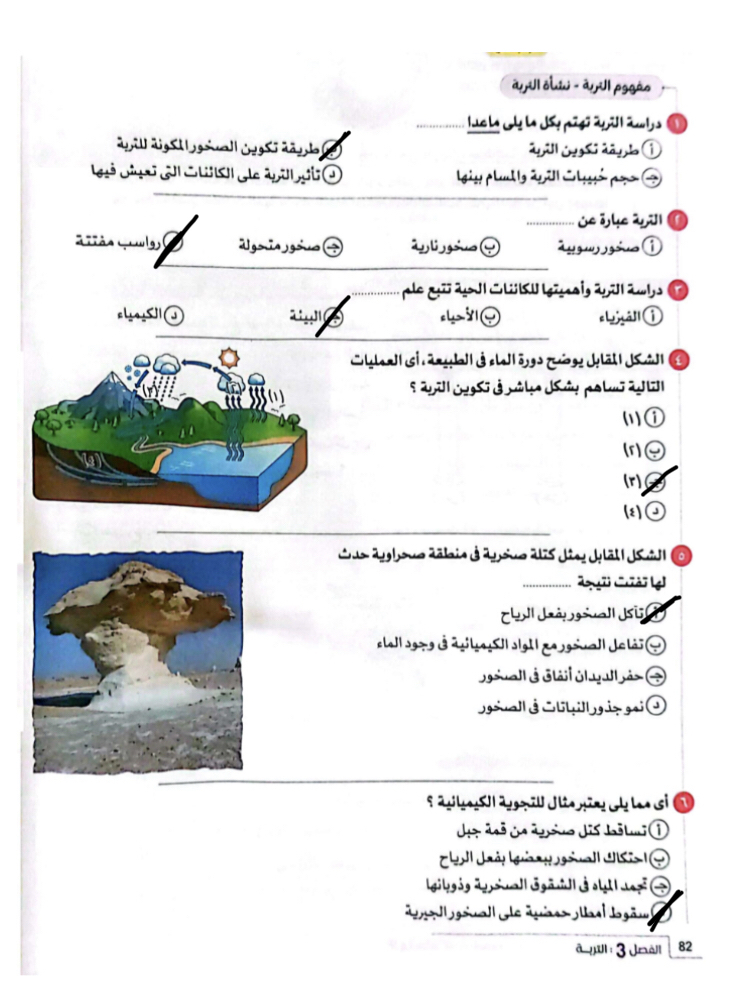 مفهوم التربة - نشأة التربة
١ دراسة التربة تهتم بكل ما يلى ماعدا ............
أ طريقة تكوين التربة
ب طريقة تكوين الصخور المكونة للتربة
جـ حجم حُبيبات التربة والمسام بينها
د تأثير التربة على الكائنات التى تعيش فيها
٢ التربة عبارة عن ............
أ صخور رسوبية
ب صخور نارية
جـ صخور متحولة
رواسب مفتتة
٣ دراسة التربة وأهميتها للكائنات الحية تتبع علم ............
أ الفيزياء
ب الأحياء
جـ البيئة
د الكيمياء
٤ الشكل المقابل يوضح دورة الماء فى الطبيعة، أى العمليات
التالية تساهم بشكل مباشر فى تكوين التربة ؟
أ (١)
ب (٢)
جـ (٣)
د (٤)
(١)
(٢)
(٣)
(٤)
٥ الشكل المقابل يمثل كتلة صخرية فى منطقة صحراوية حدث
لها تفتت نتيجة ............
أ تآكل الصخور بفعل الرياح
ب تفاعل الصخور مع المواد الكيميائية فى وجود الماء
جـ حفر الديدان أنفاق فى الصخور
د نمو جذور النباتات فى الصخور
٦ أى مما يلى يعتبر مثال للتجوية الكيميائية ؟
أ تساقط كتل صخرية من قمة جبل
ب احتكاك الصخور ببعضها بفعل الرياح
جـ تجمد المياه فى الشقوق الصخرية وذوبانها
سقوط أمطار حمضية على الصخور الجيرية
82 الفصل 3 : التربة